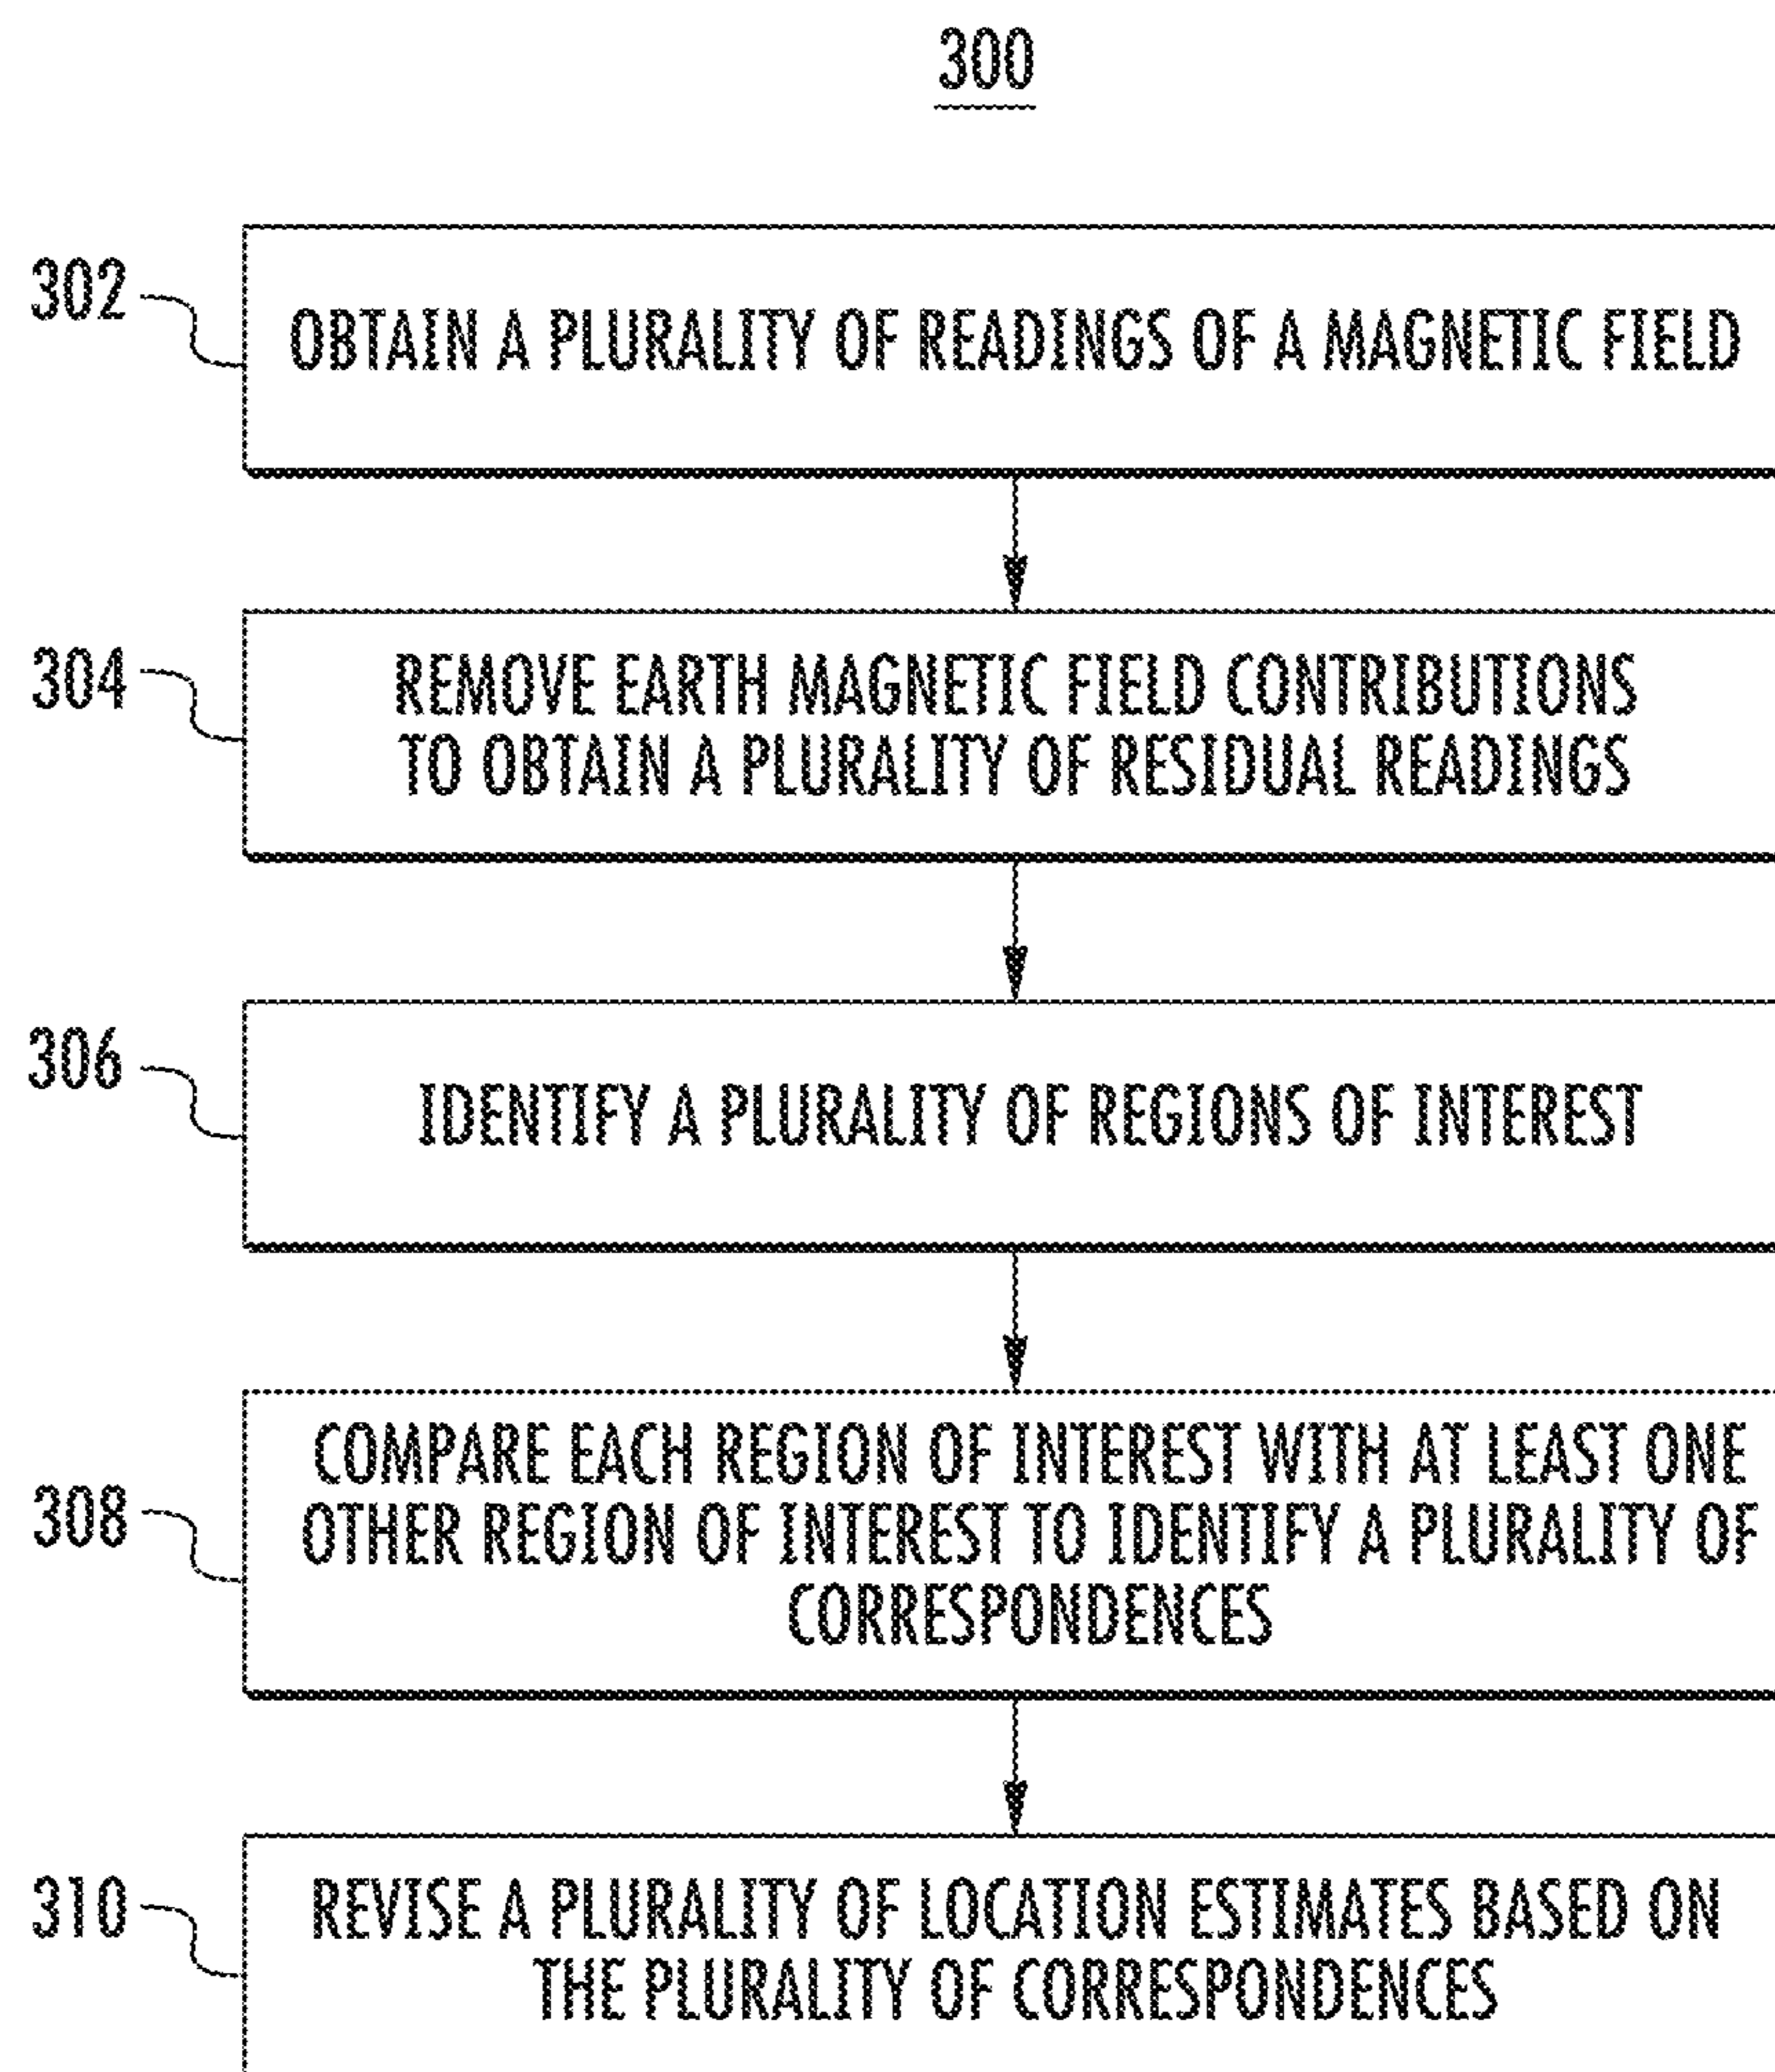 300
302
OBTAIN A PLURALITY OF READINGS OF A MAGNETIC FIELD
304
REMOVE EARTH MAGNETIC FIELD CONTRIBUTIONS
TO OBTAIN A PLURALITY OF RESIDUAL READINGS
306
IDENTIFY A PLURALITY OF REGIONS OF INTEREST
308
COMPARE EACH REGION OF INTEREST WITH AT LEAST ONE
OTHER REGION OF INTEREST TO IDENTIFY A PLURALITY OF
CORRESPONDENCES
310
REVISE A PLURALITY OF LOCATION ESTIMATES BASED ON
THE PLURALITY OF CORRESPONDENCES